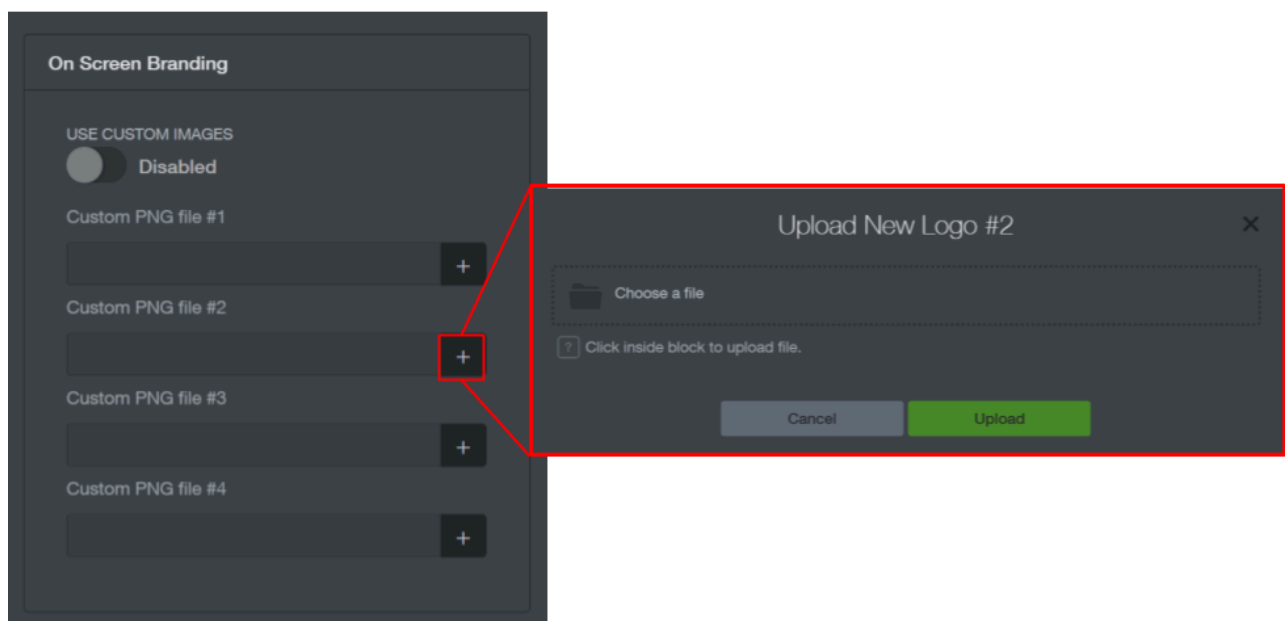 On Screen Branding
USE CUSTOM IMAGES
Disabled
Custom PNG file #1
+
Custom PNG file #2
+
Custom PNG file #3
+
Custom PNG file #4
+
Upload New Logo #2
Choose a file
? Click inside block to upload file.
Cancel Upload